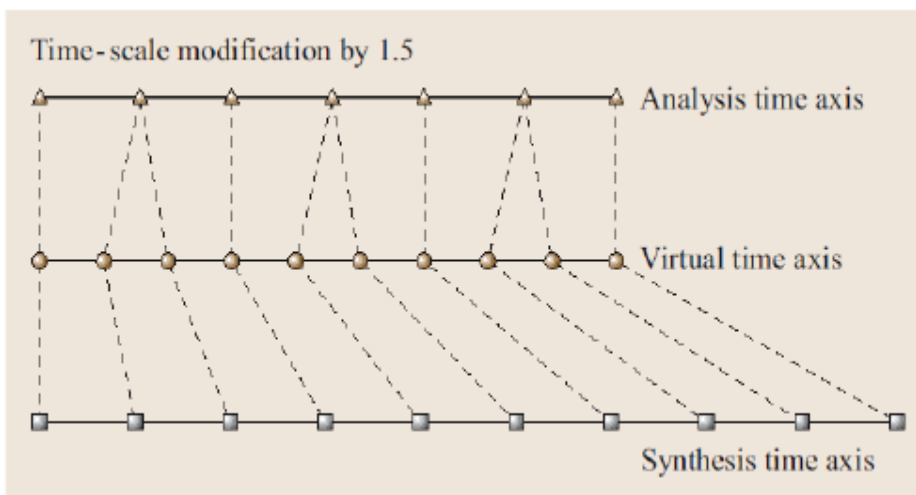 Time-scale modification by 1.5
Analysis time axis
Virtual time axis
Synthesis time axis